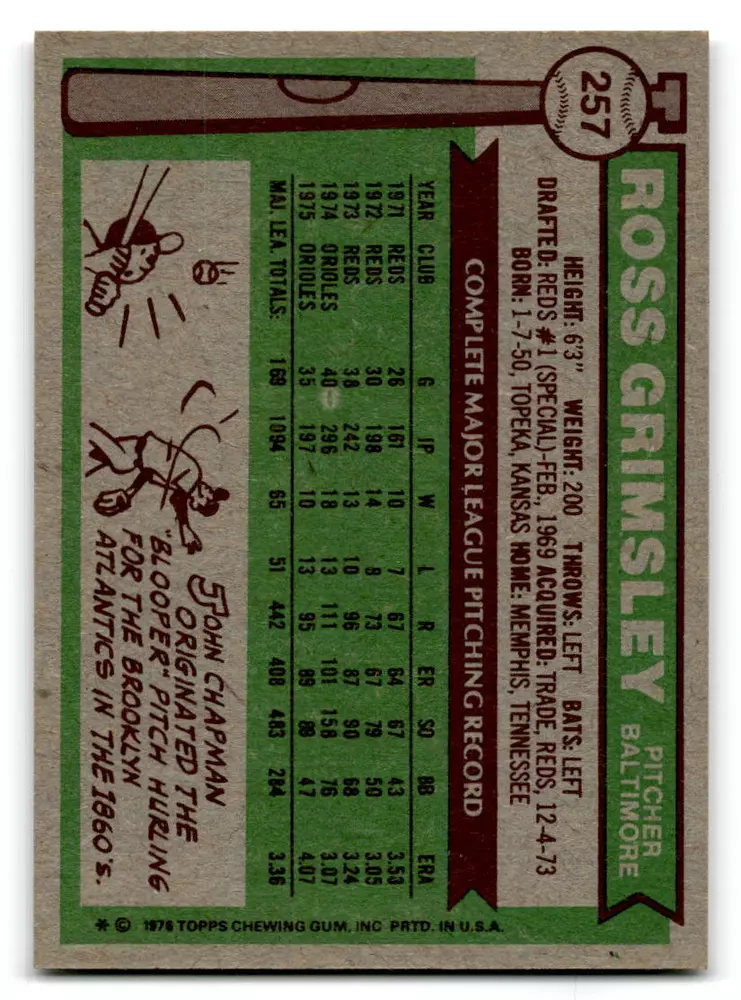 257
ROSS GRIMSLEY PITCHER BALTIMORE
HEIGHT: 6'3" WEIGHT: 200 THROWS: LEFT BATS: LEFT
DRAFTED: REDS #1 (SPECIAL)-FEB., 1969 ACQUIRED: TRADE, REDS, 12-4-73
BORN: 1-7-50, TOPEKA, KANSAS HOME: MEMPHIS, TENNESSEE
COMPLETE MAJOR LEAGUE PITCHING RECORD
YEAR CLUB G IP W L R ER SO BB ERA
1971 REDS 26 161 10 7 67 64 67 43 3.58
1972 REDS 30 198 14 8 73 67 79 50 3.05
1973 REDS 38 242 13 10 96 87 90 68 3.24
1974 ORIOLES 40 296 18 13 111 101 158 76 3.07
1975 ORIOLES 35 197 10 13 95 89 89 47 4.07
MAJ. LEA. TOTALS: 169 1094 65 51 442 408 483 284 3.36
JOHN CHAPMAN
ORIGINATED THE
"BLOOPER" PITCH HURLING
FOR THE BROOKLYN
ATLANTICS IN THE 1860's.
* © 1976 TOPPS CHEWING GUM, INC PRTD. IN U.S.A.